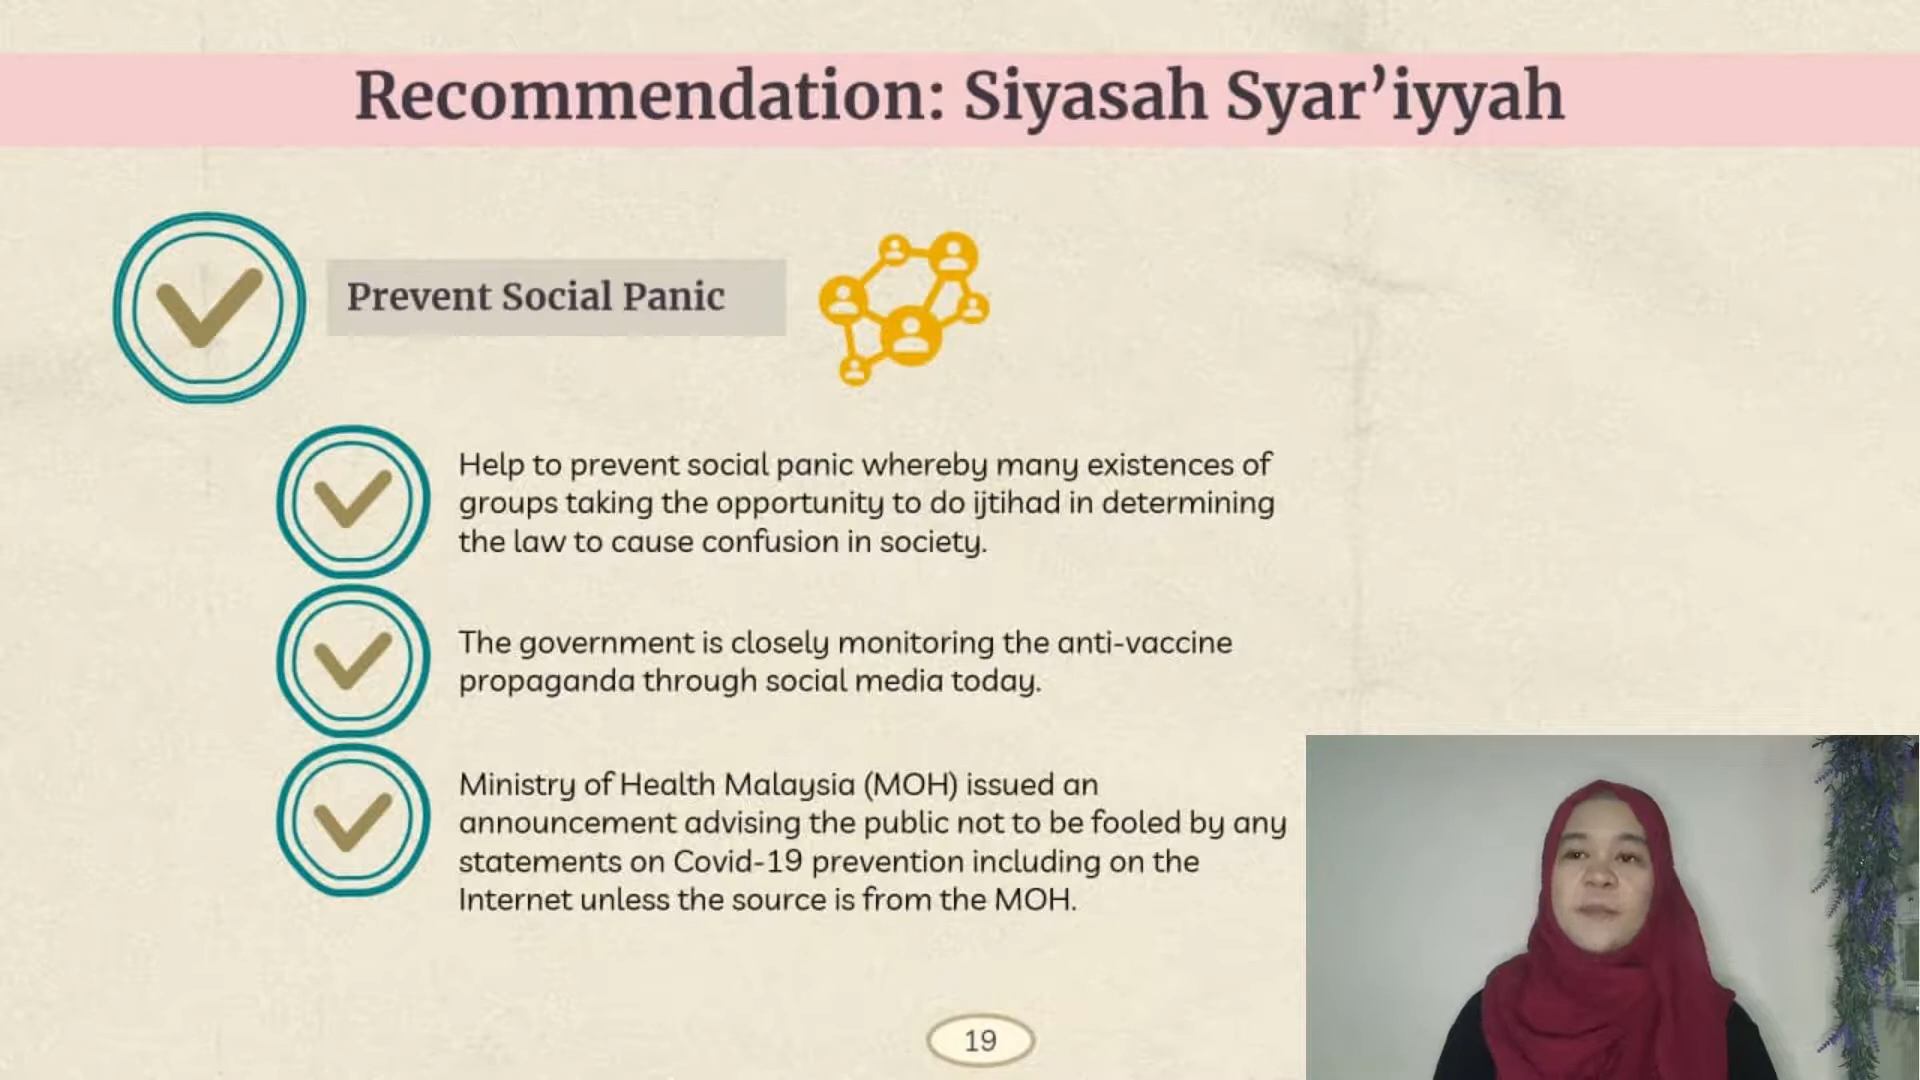 Recommendation: Siyasah Syar’iyyah
Prevent Social Panic
Help to prevent social panic whereby many existences of
groups taking the opportunity to do ijtihad in determining
the law to cause confusion in society.
The government is closely monitoring the anti-vaccine
propaganda through social media today.
Ministry of Health Malaysia (MOH) issued an
announcement advising the public not to be fooled by any
statements on Covid-19 prevention including on the
Internet unless the source is from the MOH.
19